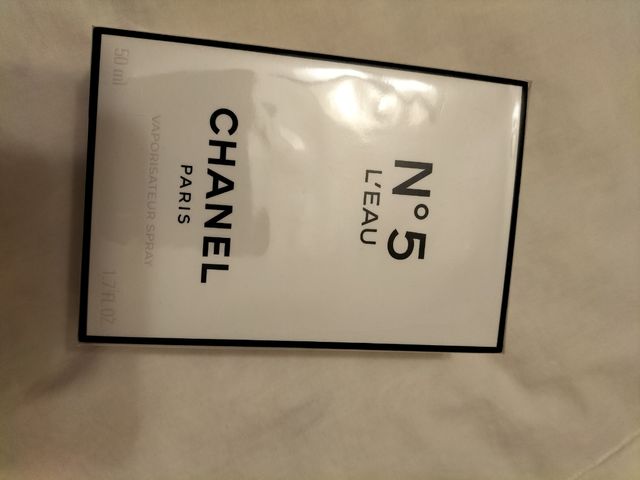 N°5
L'EAU
CHANEL
PARIS
VAPORISATEUR SPRAY
50 ml
1.7 FL.OZ.